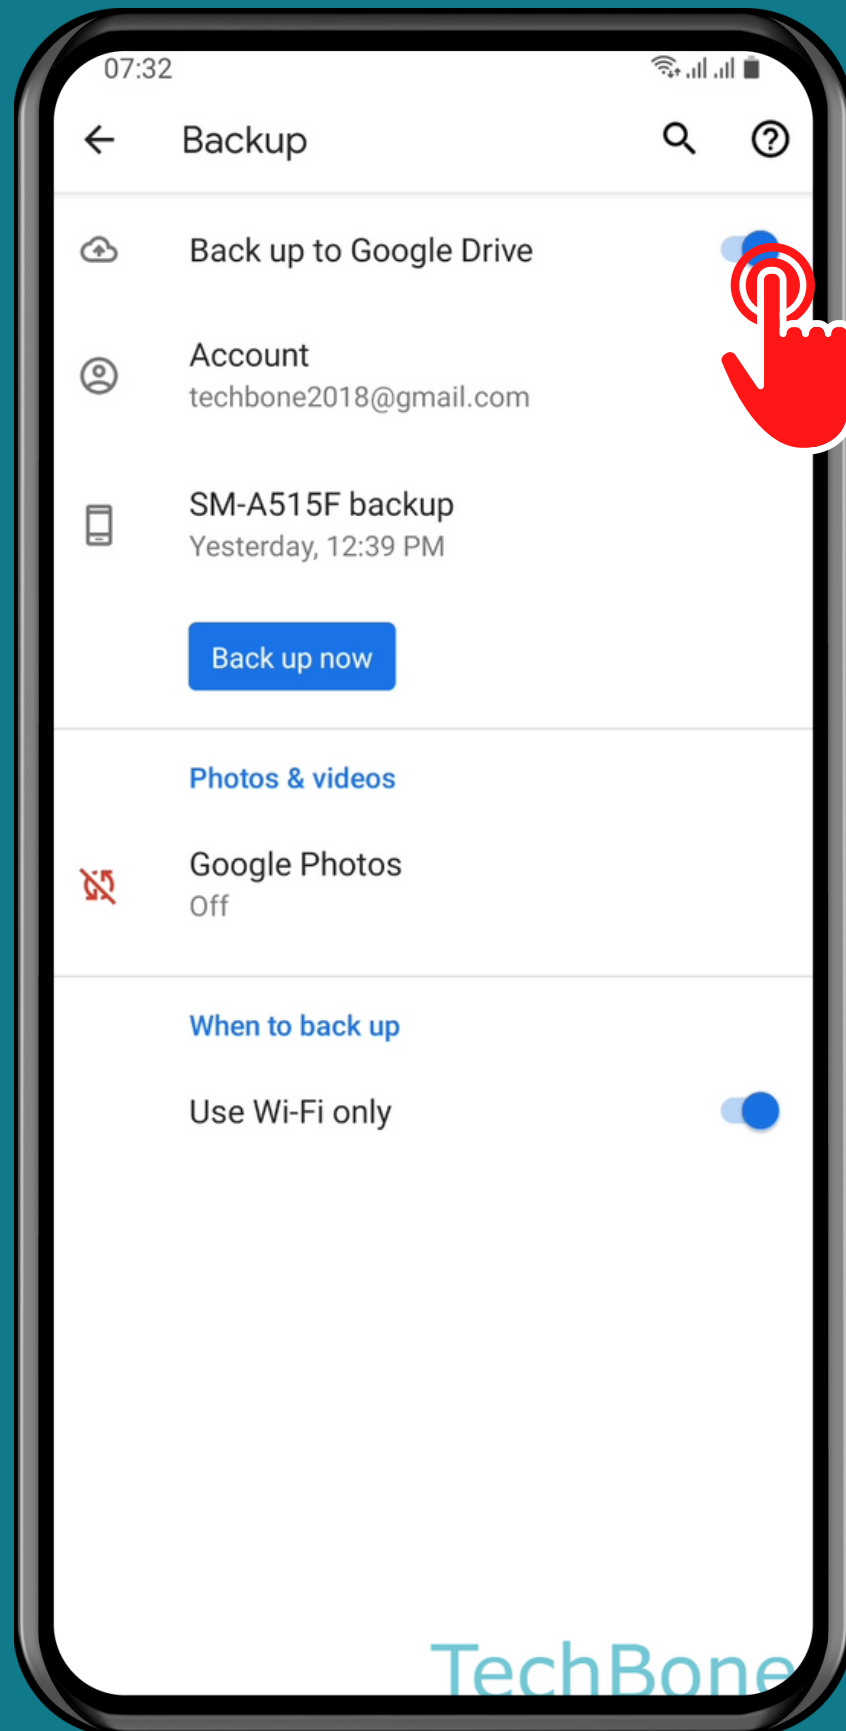 07:32
Backup
Back up to Google Drive
Account
techbone2018@gmail.com
SM-A515F backup
Yesterday, 12:39 PM
Back up now
Photos & videos
Google Photos
Off
When to back up
Use Wi-Fi only
TechBone